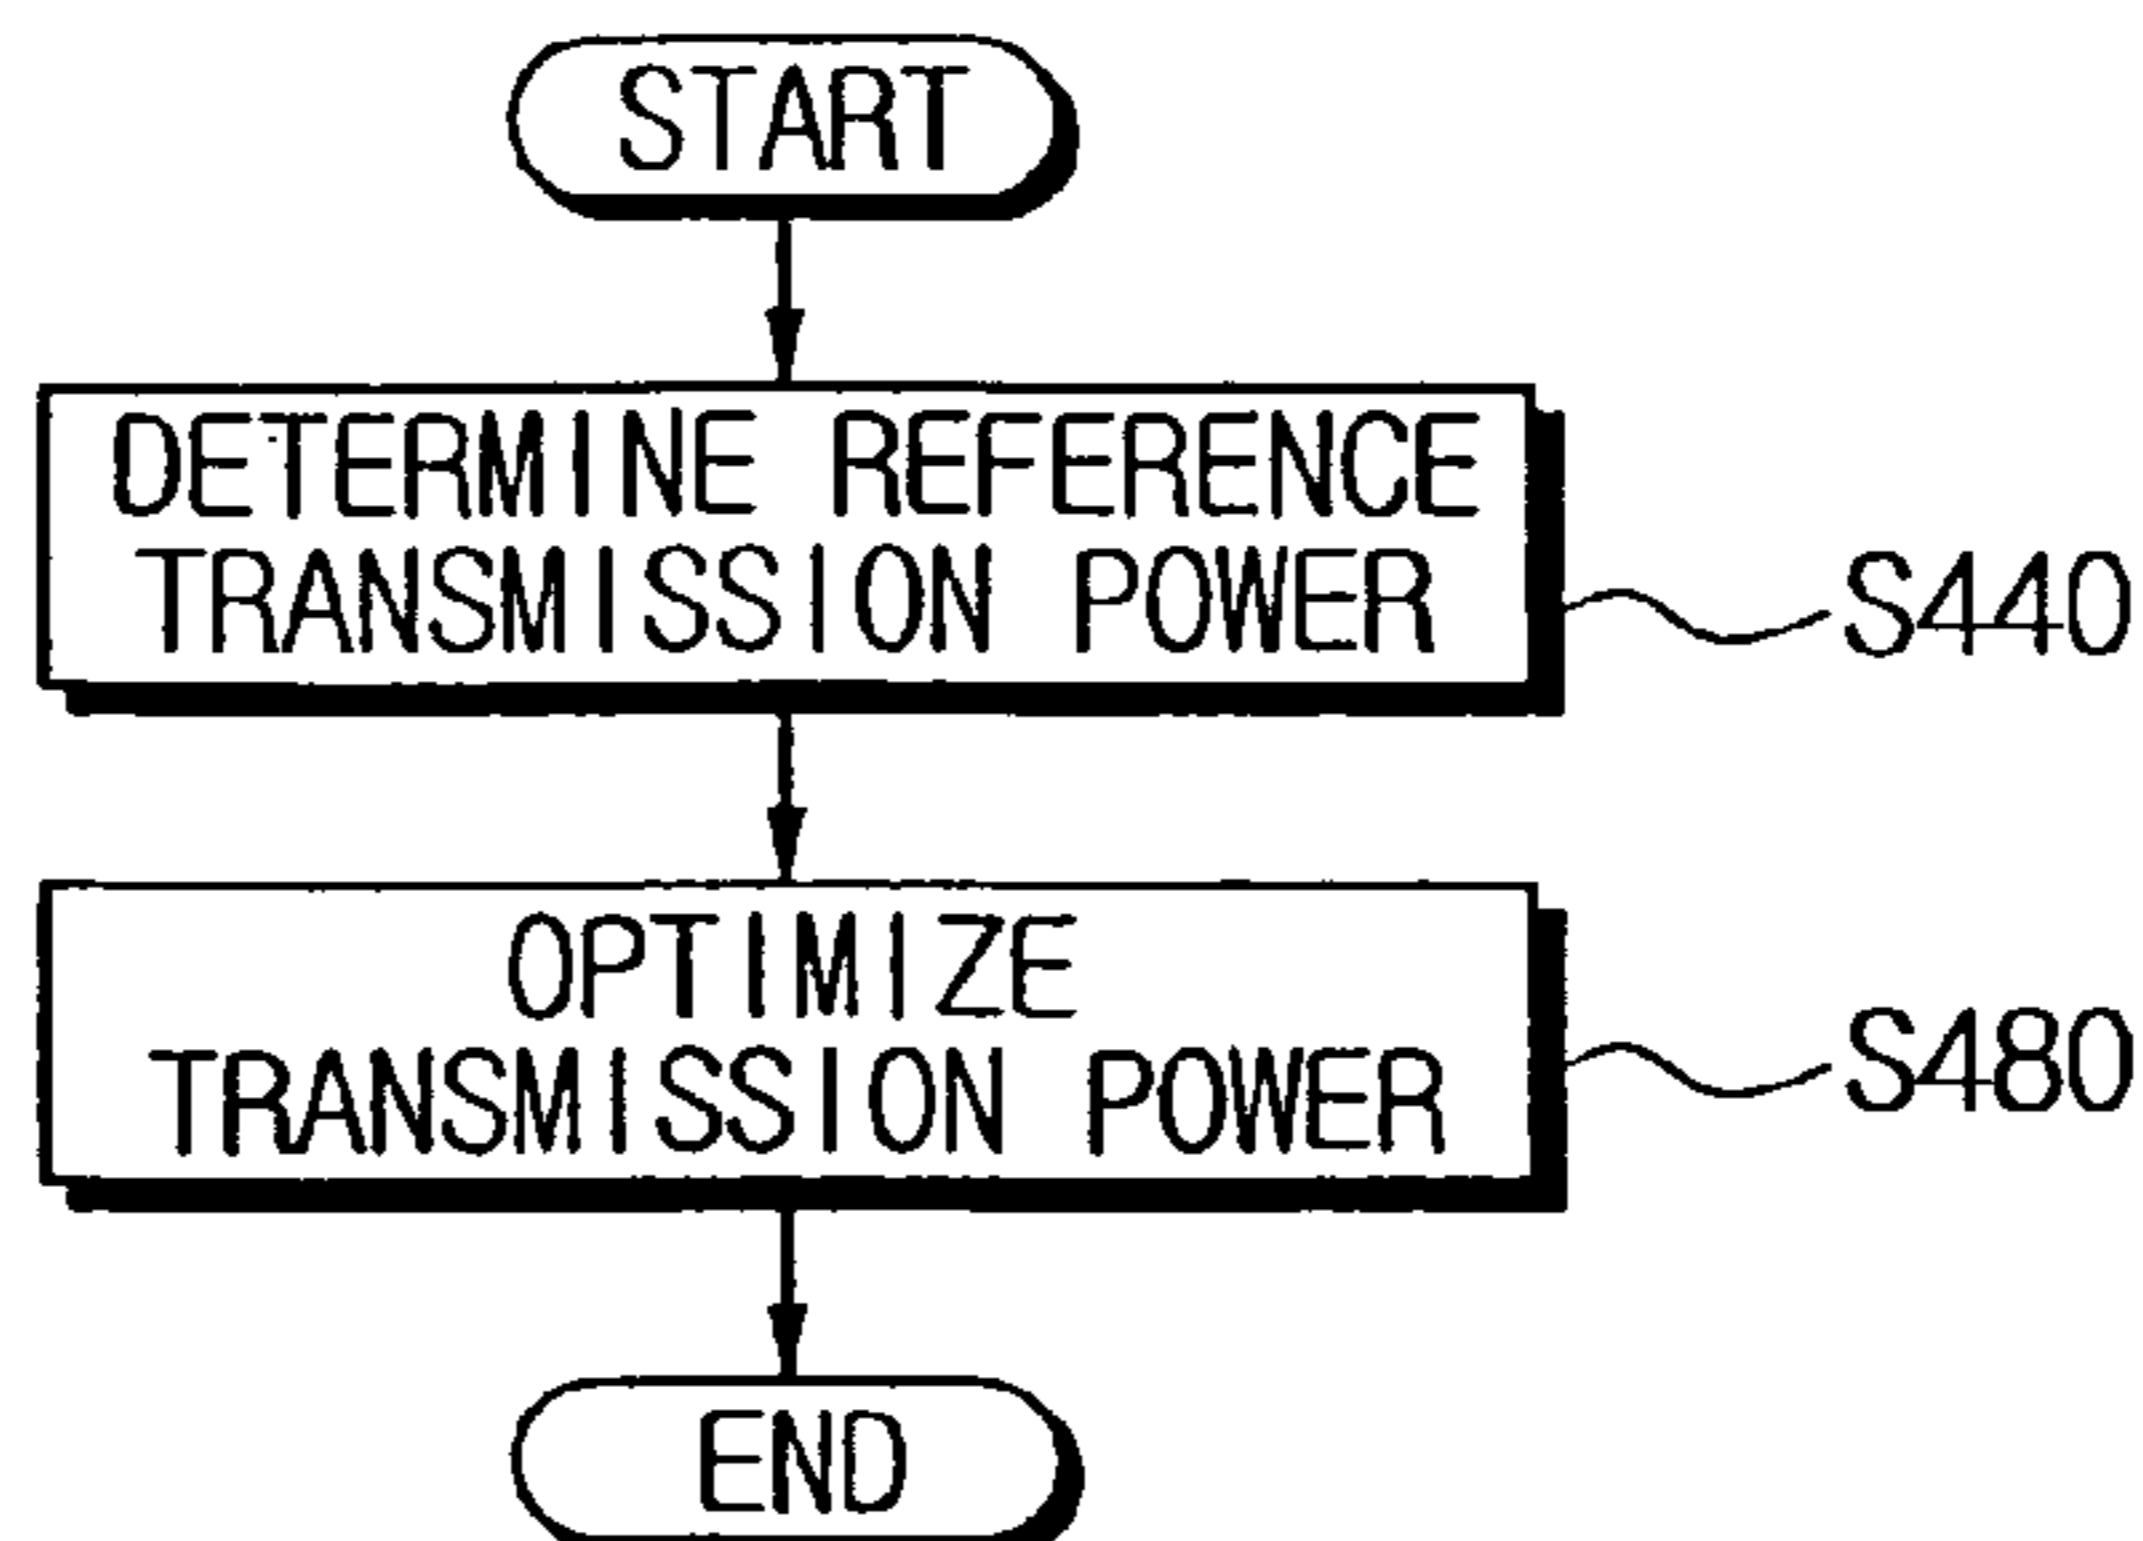 START
DETERMINE REFERENCE
TRANSMISSION POWER
S440
OPTIMIZE
TRANSMISSION POWER
S480
END